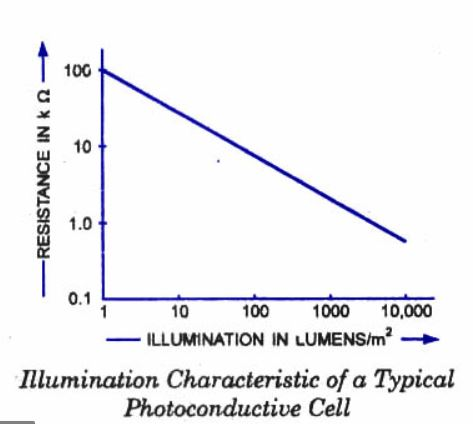 100
10
1.0
0.1
RESISTANCE IN k Ω
1 10 100 1000 10,000
ILLUMINATION IN LUMENS/m²
Illumination Characteristic of a Typical
Photoconductive Cell